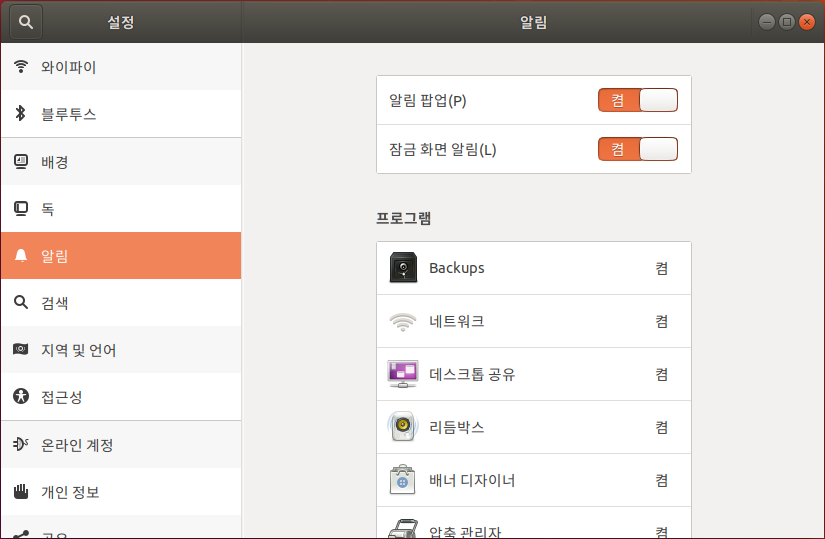 설정
알림
와이파이
블루투스
배경
독
알림
검색
지역 및 언어
접근성
온라인 계정
개인 정보
공유
알림 팝업(P)
켬
잠금 화면 알림(L)
켬
프로그램
Backups 켬
네트워크 켬
데스크톱 공유 켬
리듬박스 켬
배너 디자이너 켬
압축 관리자 켬